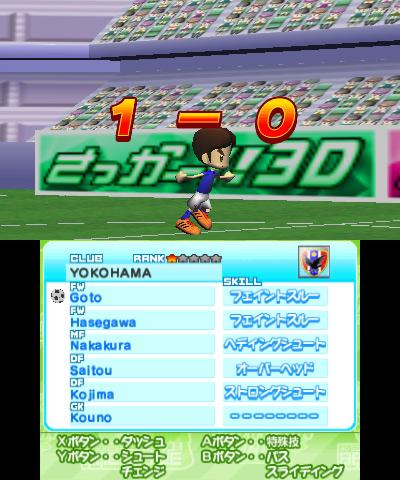 1 - 0
さっカー!3D
CLUB RANK
YOKOHAMA
SKILL
FW
Goto フェイントスルー
FW
Hasegawa フェイントスルー
MF
Nakakura ヘディングシュート
DF
Saitou オーバーヘッド
DF
Kojima ストロングシュート
GK
Kouno --------
Xボタン・・ダッシュ Aボタン・・特殊技
Yボタン・・シュート Bボタン・・パス
チェンジ スライディング